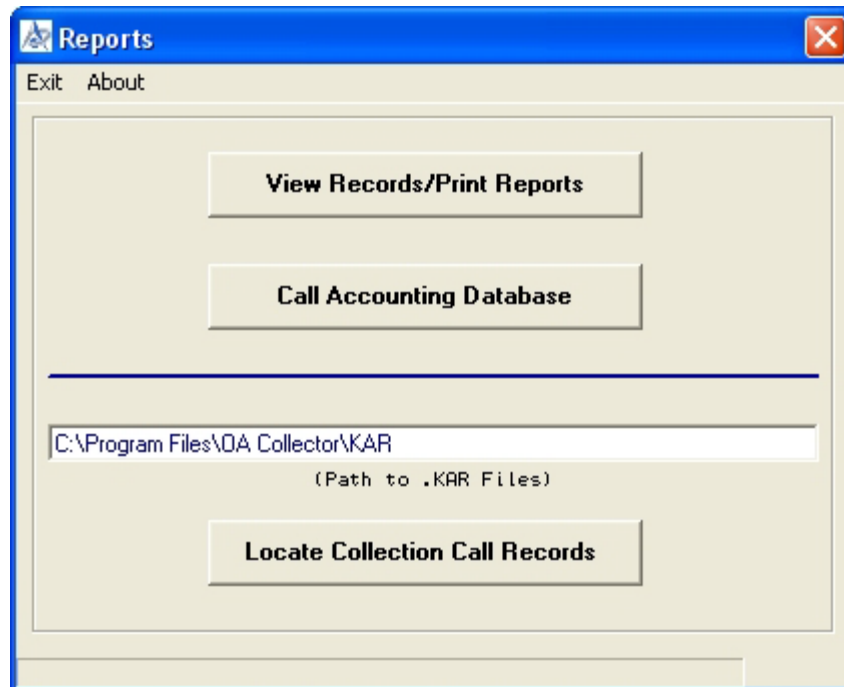 Reports
Exit About
View Records/Print Reports
Call Accounting Database
C:\Program Files\OA Collector\KAR
(Path to .KAR Files)
Locate Collection Call Records